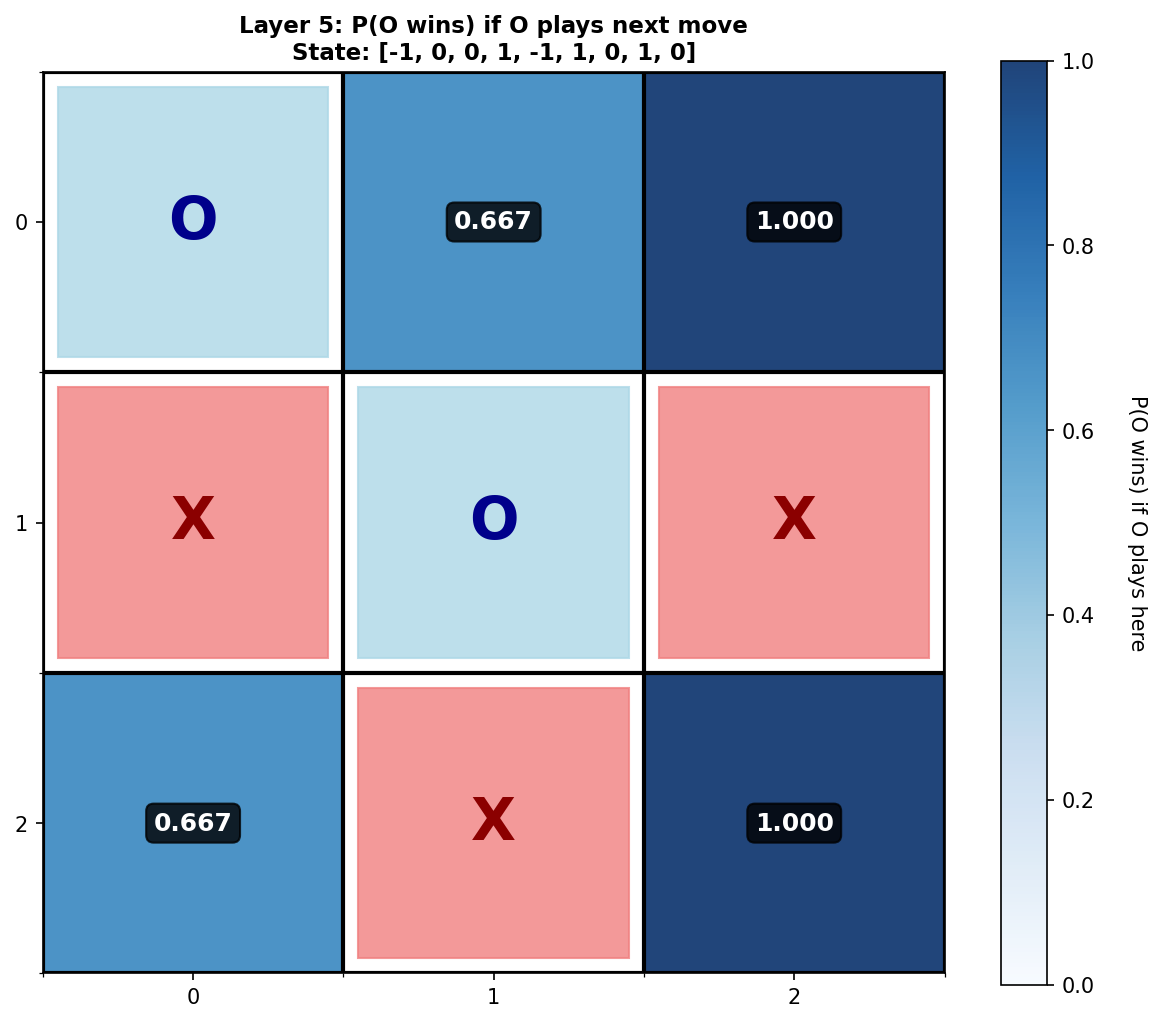 Layer 5: P(O wins) if O plays next move
State: [-1, 0, 0, 1, -1, 1, 0, 1, 0]
0
O
0.667
1.000
1
X
O
X
2
0.667
X
1.000
0
1
2
1.0
0.8
0.6
0.4
0.2
0.0
P(O wins) if O plays here